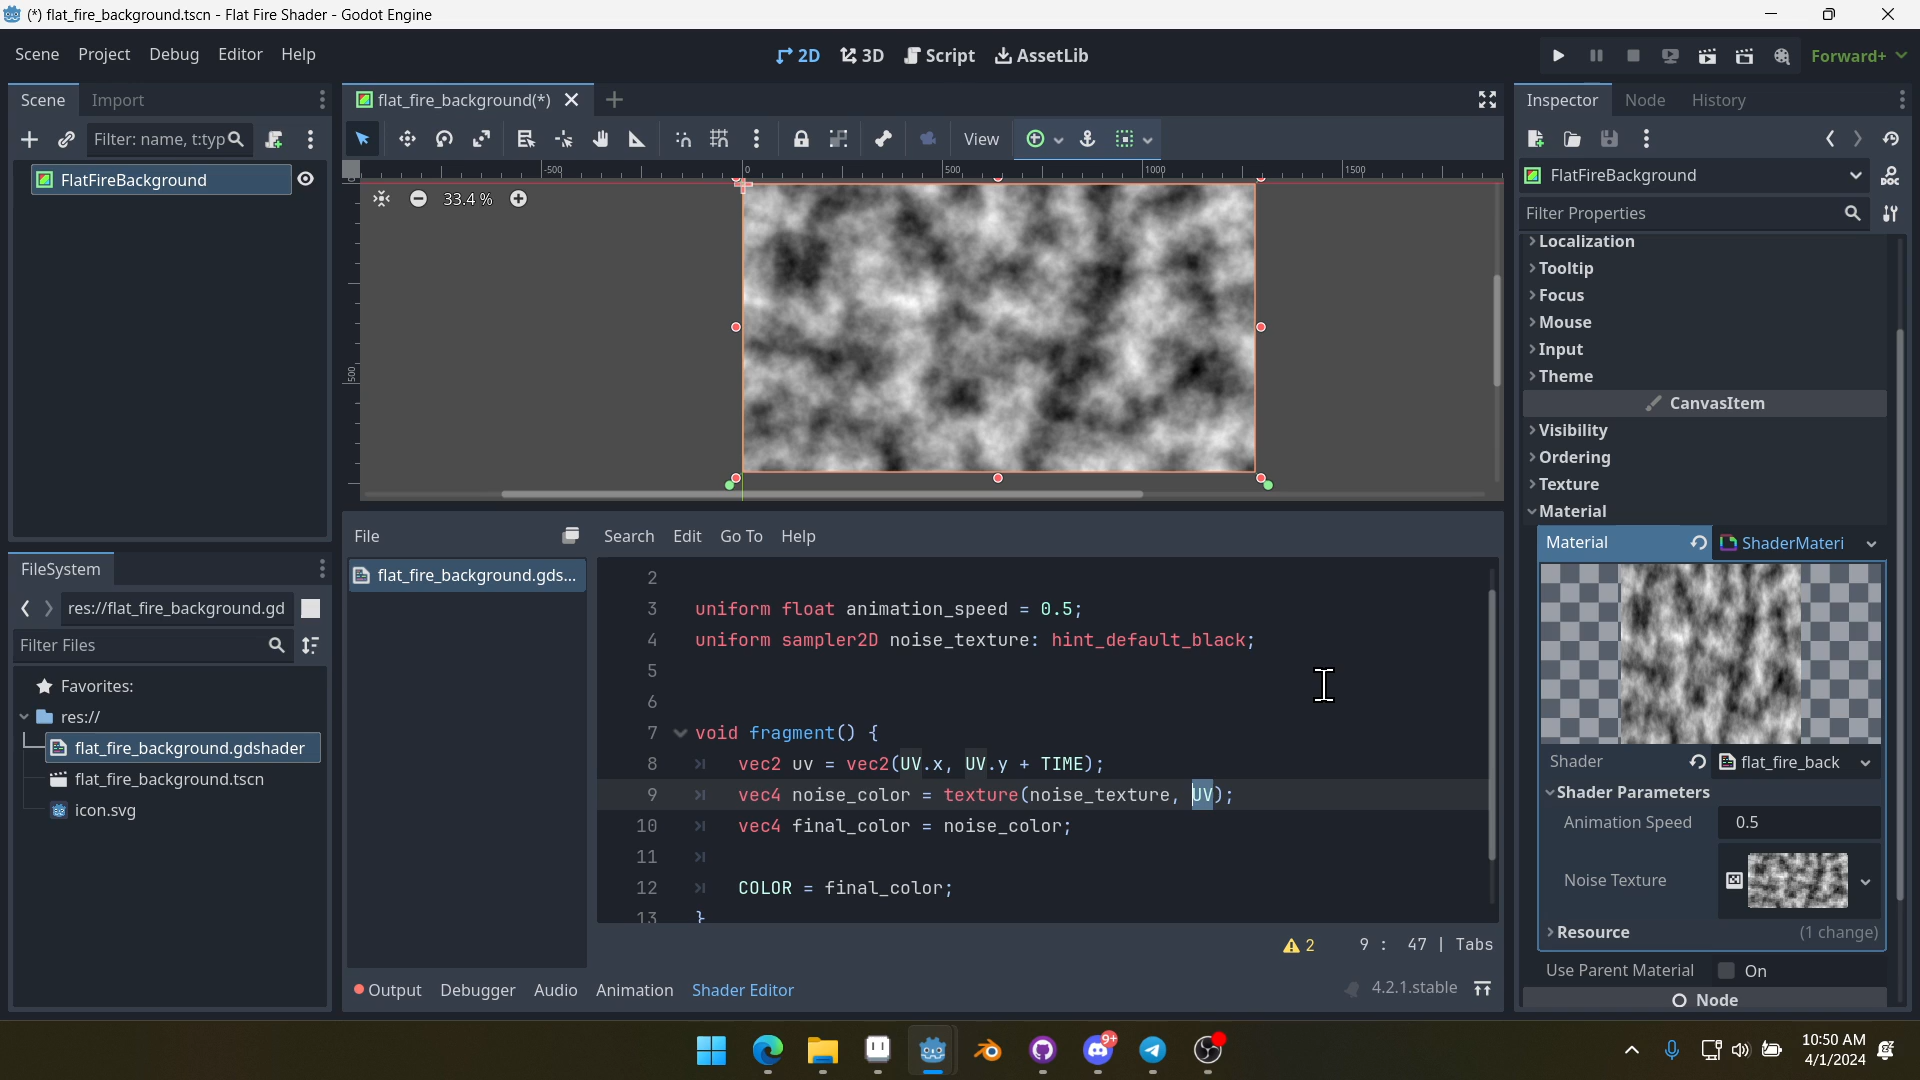 (*) flat_fire_background.tscn - Flat Fire Shader - Godot Engine
Scene Project Debug Editor Help
2D 3D Script AssetLib
Forward+
Scene Import
flat_fire_background(*)
Inspector Node History
Filter: name, t:typ
View
FlatFireBackground
FlatFireBackground
Filter Properties
-500 0 500 1000 1500
33.4 %
500
Localization
Tooltip
Focus
Mouse
Input
Theme
CanvasItem
Visibility
Ordering
Texture
Material
Material ShaderMateri
Shader flat_fire_back
Shader Parameters
Animation Speed 0.5
Noise Texture
Resource (1 change)
Use Parent Material On
Node
FileSystem
res://flat_fire_background.gd
Filter Files
Favorites:
res://
flat_fire_background.gdshader
flat_fire_background.tscn
icon.svg
File Search Edit Go To Help
flat_fire_background.gds...
2
3 uniform float animation_speed = 0.5;
4 uniform sampler2D noise_texture: hint_default_black;
5
6
7 void fragment() {
8 vec2 uv = vec2(UV.x, UV.y + TIME);
9 vec4 noise_color = texture(noise_texture, UV);
10 vec4 final_color = noise_color;
11
12 COLOR = final_color;
13 }
2 9 : 47 | Tabs
Output Debugger Audio Animation Shader Editor
4.2.1.stable
9+
10:50 AM
4/1/2024